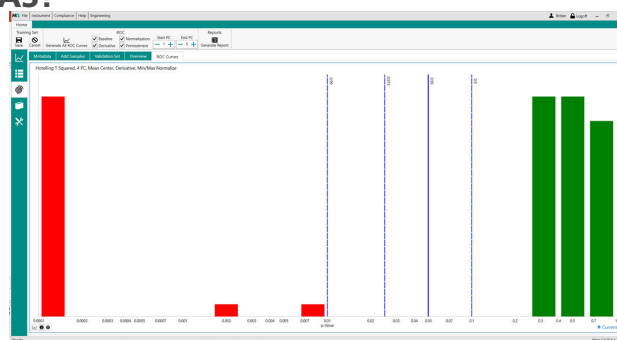 AS:
File Instrument Compliance Help Engineering
Logoff
Home
Training Set ROC Reports
Save Cancel Generate All ROC Curves Baseline Normalization Derivative Pretreatment Start PC 1 End PC 5 Generate Report
Metadata Add Samples Validation Set Overview ROC Curves
Hotelling T Squared, 4 PC, Mean Center, Derivative, Min/Max Normalize
0.0001 0.0002 0.0003 0.0004 0.0005 0.0007 0.001 0.002 0.003 0.004 0.005 0.007 0.01 0.02 0.03 0.04 0.05 0.07 0.1 0.2 0.3 0.4 0.5 0.7
p-Value
Current